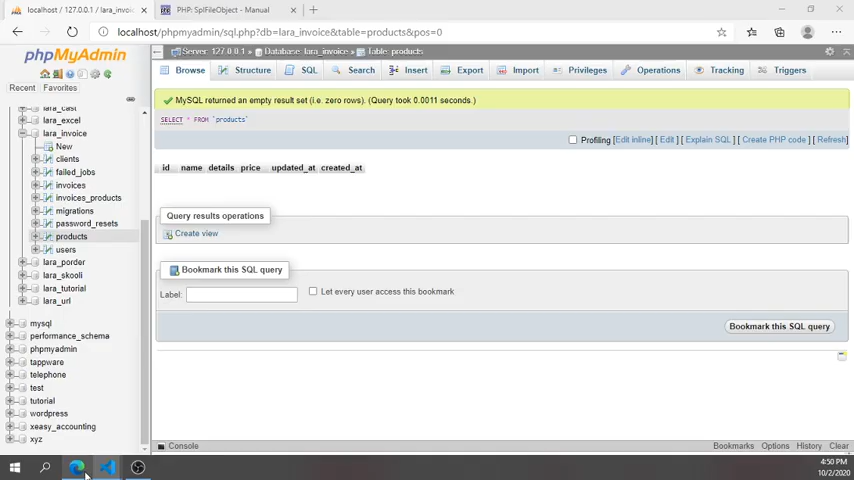 localhost / 127.0.0.1 / lara_invoic
PHP: SplFileObject - Manual
localhost/phpmyadmin/sql.php?db=lara_invoice&table=products&pos=0
phpMyAdmin
Recent Favorites
Server: 127.0.0.1 » Database: lara_invoice » Table: products
Browse Structure SQL Search Insert Export Import Privileges Operations Tracking Triggers
MySQL returned an empty result set (i.e. zero rows). (Query took 0.0011 seconds.)
SELECT * FROM `products`
Profiling [Edit inline] [ Edit ] [ Explain SQL ] [ Create PHP code ] [ Refresh]
id name details price updated_at created_at
Query results operations
Create view
Bookmark this SQL query
Label:
Let every user access this bookmark
Bookmark this SQL query
lara_cast
lara_excel
lara_invoice
New
clients
failed_jobs
invoices
invoices_products
migrations
password_resets
products
users
lara_porder
lara_skooli
lara_tutorial
lara_url
mysql
performance_schema
phpmyadmin
tappware
telephone
test
tutorial
wordpress
xeasy_accounting
xyz
Console
Bookmarks Options History Clear
4:50 PM
10/2/2020